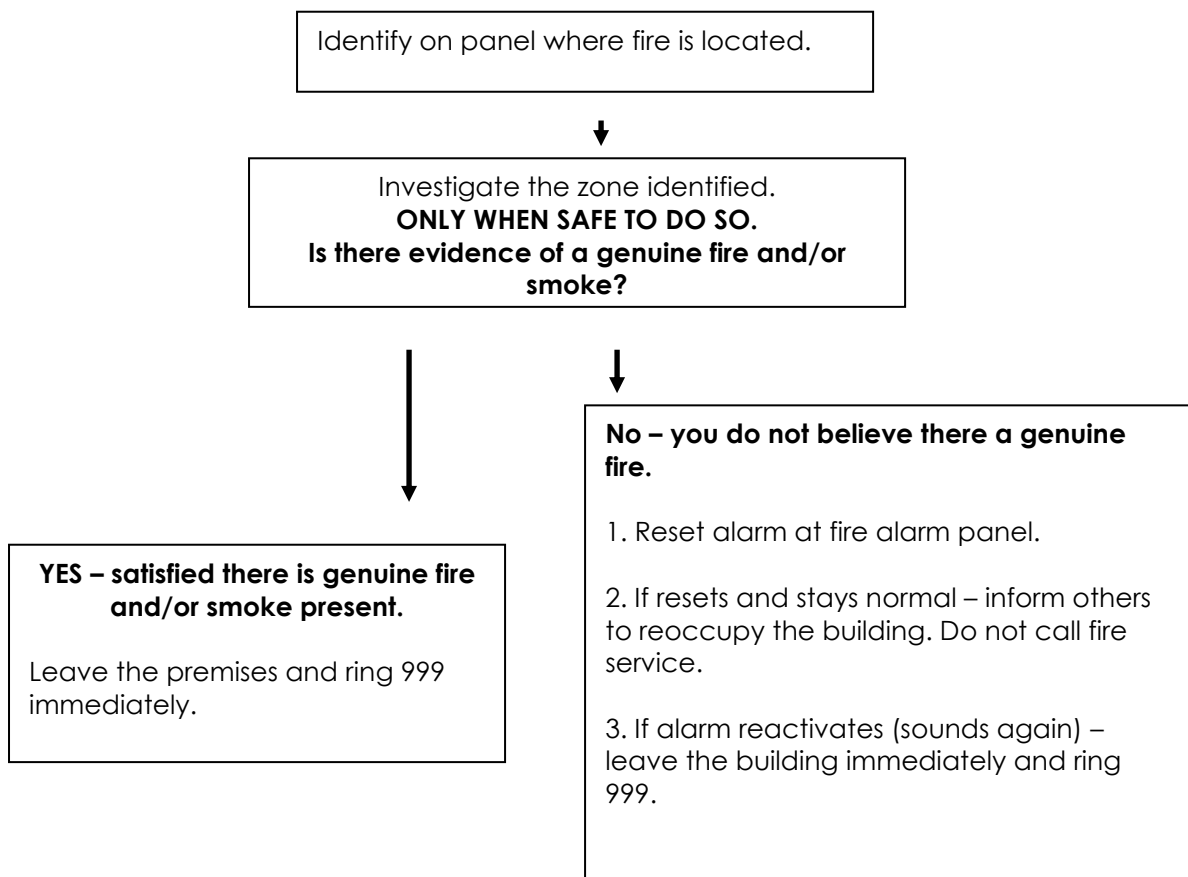 Identify on panel where fire is located.
Investigate the zone identified.
ONLY WHEN SAFE TO DO SO.
Is there evidence of a genuine fire and/or
smoke?
YES – satisfied there is genuine fire
and/or smoke present.
Leave the premises and ring 999
immediately.
No – you do not believe there a genuine
fire.
1. Reset alarm at fire alarm panel.
2. If resets and stays normal – inform others
to reoccupy the building. Do not call fire
service.
3. If alarm reactivates (sounds again) –
leave the building immediately and ring
999.